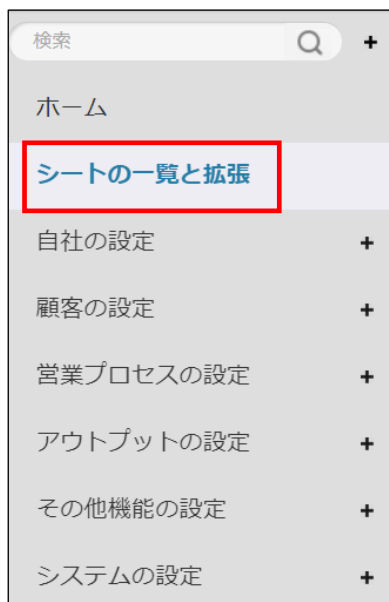 検索 +
ホーム
シートの一覧と拡張
自社の設定 +
顧客の設定 +
営業プロセスの設定 +
アウトプットの設定 +
その他機能の設定 +
システムの設定 +